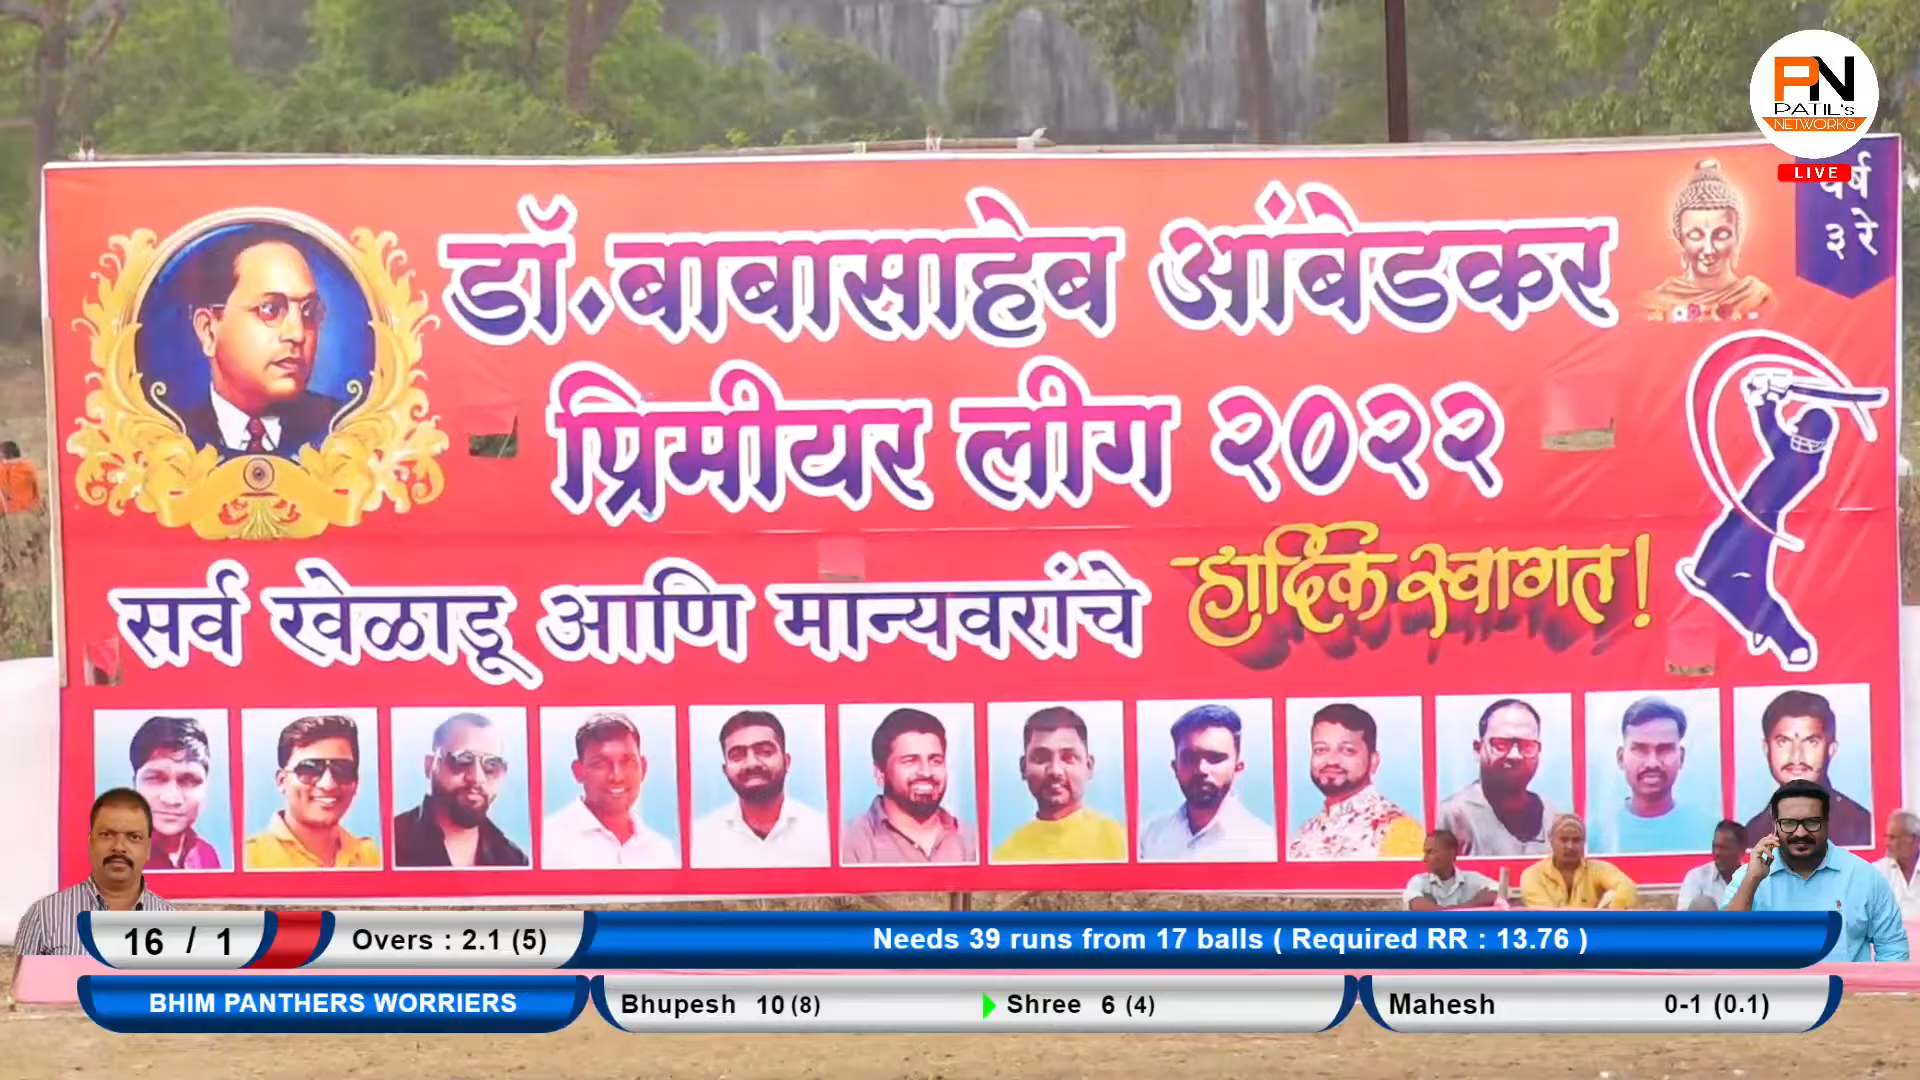 PN
PATIL's
NETWORKS
LIVE
वर्ष
३ रे
डॉ.बाबासाहेब आंबेडकर
प्रिमीयर लीग २०२२
सर्व खेळाडू आणि मान्यवरांचे हार्दिक स्वागत!
16 / 1 Overs : 2.1 (5) Needs 39 runs from 17 balls ( Required RR : 13.76 )
BHIM PANTHERS WORRIERS Bhupesh 10 (8) Shree 6 (4) Mahesh 0-1 (0.1)